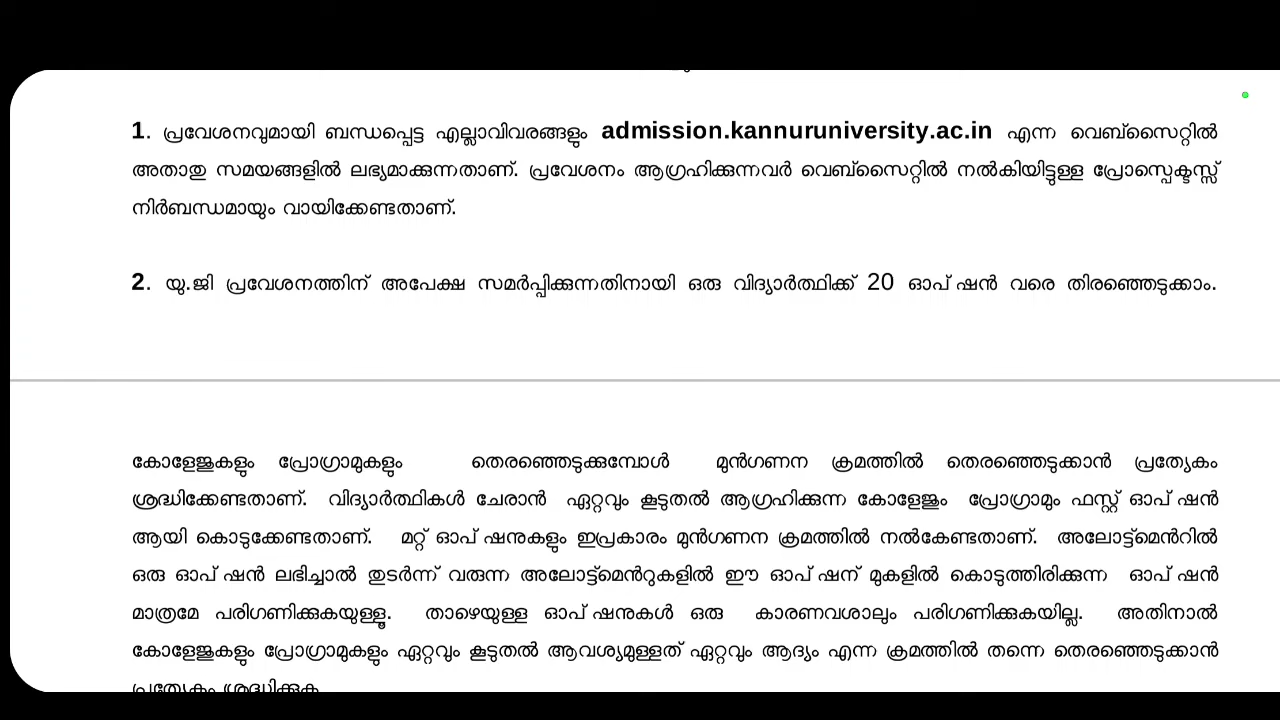 1. പ്രവേശനവുമായി ബന്ധപ്പെട്ട എല്ലാവിവരങ്ങളും admission.kannuruniversity.ac.in എന്ന വെബ്സൈറ്റിൽ
അതാതു സമയങ്ങളിൽ ലഭ്യമാക്കുന്നതാണ്. പ്രവേശനം ആഗ്രഹിക്കുന്നവർ വെബ്സൈറ്റിൽ നൽകിയിട്ടുള്ള പ്രോസ്പെക്ടസ്സ്
നിർബന്ധമായും വായിക്കേണ്ടതാണ്.
2. യു.ജി പ്രവേശനത്തിന് അപേക്ഷ സമർപ്പിക്കുന്നതിനായി ഒരു വിദ്യാർത്ഥിക്ക് 20 ഓപ്ഷൻ വരെ തിരഞ്ഞെടുക്കാം.
കോളേജുകളും പ്രോഗ്രാമുകളും തെരഞ്ഞെടുക്കുമ്പോൾ മുൻഗണന ക്രമത്തിൽ തെരഞ്ഞെടുക്കാൻ പ്രത്യേകം
ശ്രദ്ധിക്കേണ്ടതാണ്. വിദ്യാർത്ഥികൾ ചേരാൻ ഏറ്റവും കൂടുതൽ ആഗ്രഹിക്കുന്ന കോളേജും പ്രോഗ്രാമും ഫസ്റ്റ് ഓപ്ഷൻ
ആയി കൊടുക്കേണ്ടതാണ്. മറ്റ് ഓപ്ഷനുകളും ഇപ്രകാരം മുൻഗണന ക്രമത്തിൽ നൽകേണ്ടതാണ്. അലോട്ട്മെൻറിൽ
ഒരു ഓപ്ഷൻ ലഭിച്ചാൽ തുടർന്ന് വരുന്ന അലോട്ട്മെൻറുകളിൽ ഈ ഓപ്ഷന് മുകളിൽ കൊടുത്തിരിക്കുന്ന ഓപ്ഷൻ
മാത്രമേ പരിഗണിക്കുകയുള്ളൂ. താഴെയുള്ള ഓപ്ഷനുകൾ ഒരു കാരണവശാലും പരിഗണിക്കുകയില്ല. അതിനാൽ
കോളേജുകളും പ്രോഗ്രാമുകളും ഏറ്റവും കൂടുതൽ ആവശ്യമുള്ളത് ഏറ്റവും ആദ്യം എന്ന ക്രമത്തിൽ തന്നെ തെരഞ്ഞെടുക്കാൻ
പ്രത്യേകം ശ്രദ്ധിക്കുക